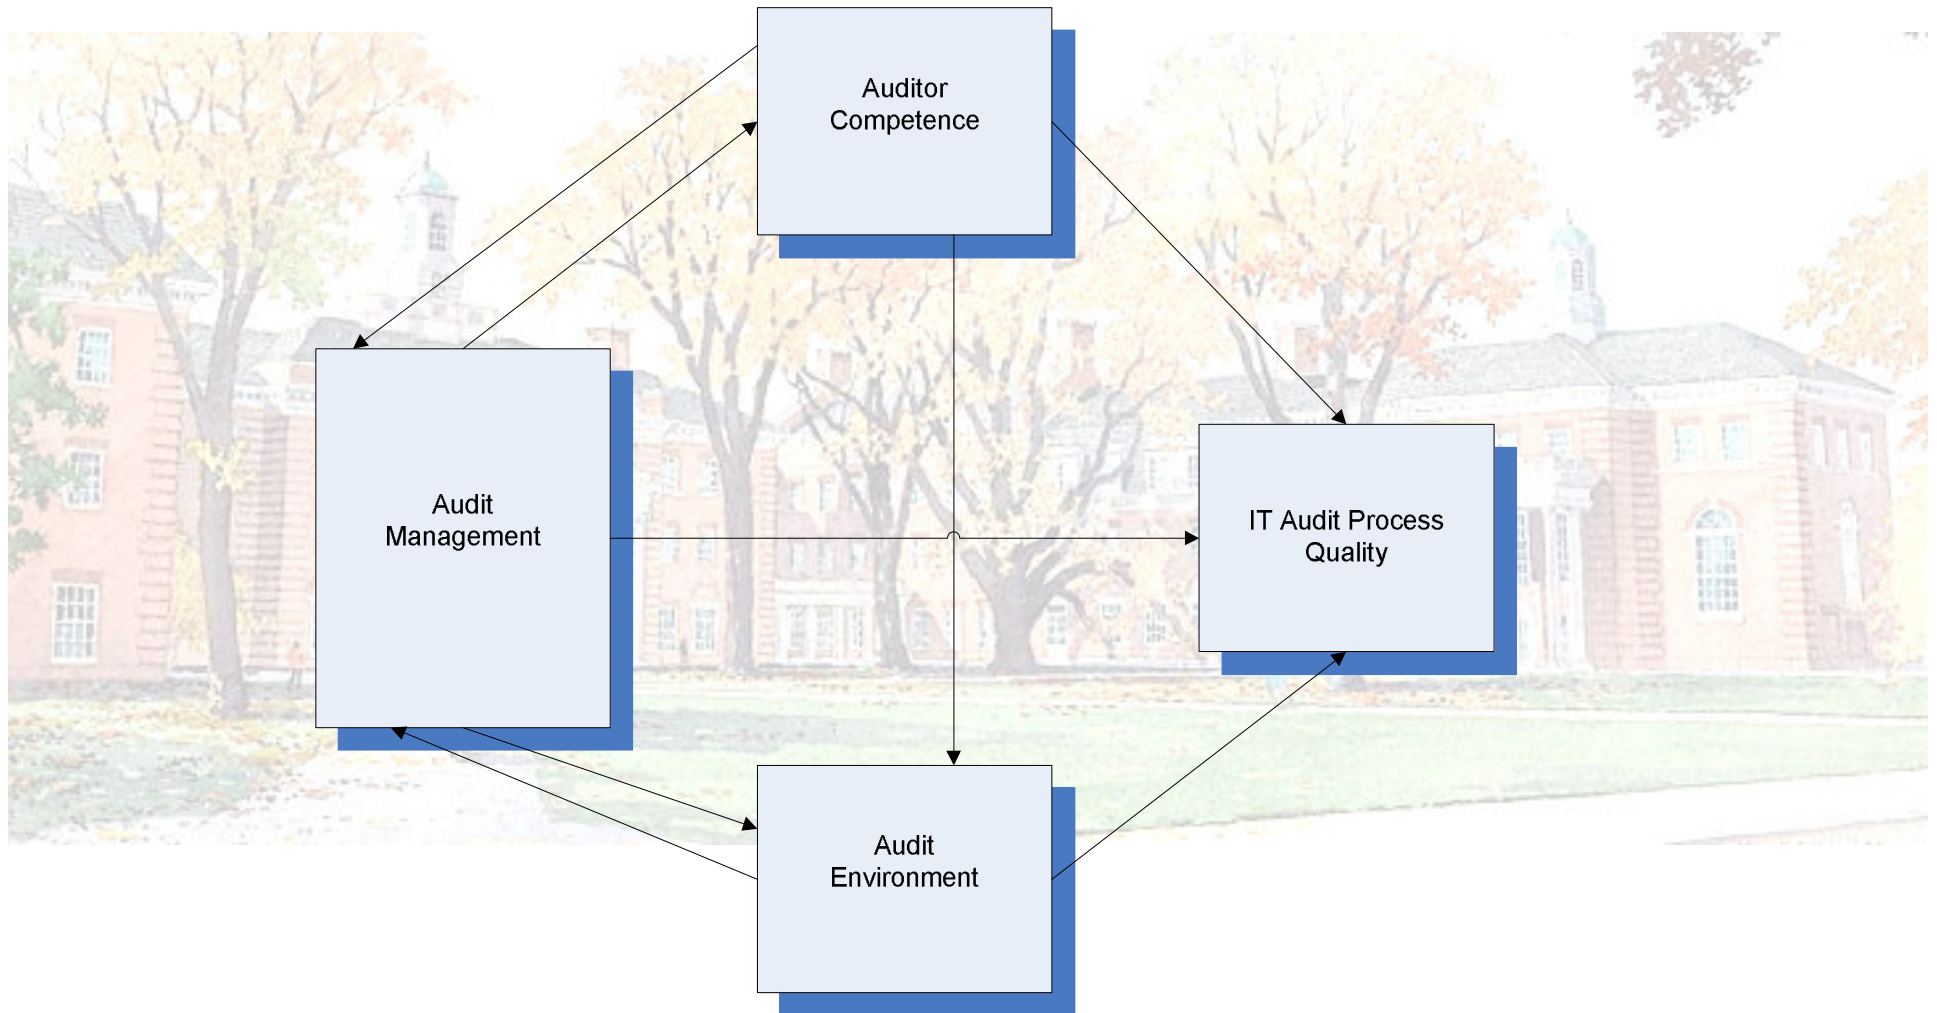 Auditor
Competence
Audit
Management
IT Audit Process
Quality
Audit
Environment